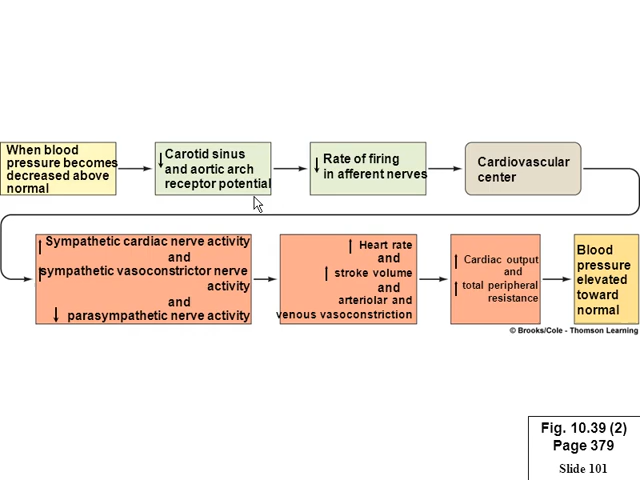 When blood
pressure becomes
decreased above
normal
↓ Carotid sinus
and aortic arch
receptor potential
↓ Rate of firing
in afferent nerves
Cardiovascular
center
↑ Sympathetic cardiac nerve activity
and
↑ sympathetic vasoconstrictor nerve
activity
and
↓ parasympathetic nerve activity
↑ Heart rate
and
↑ stroke volume
and
arteriolar and
venous vasoconstriction
↑ Cardiac output
and
↑ total peripheral
resistance
Blood
pressure
elevated
toward
normal
© Brooks/Cole - Thomson Learning
Fig. 10.39 (2)
Page 379
Slide 101